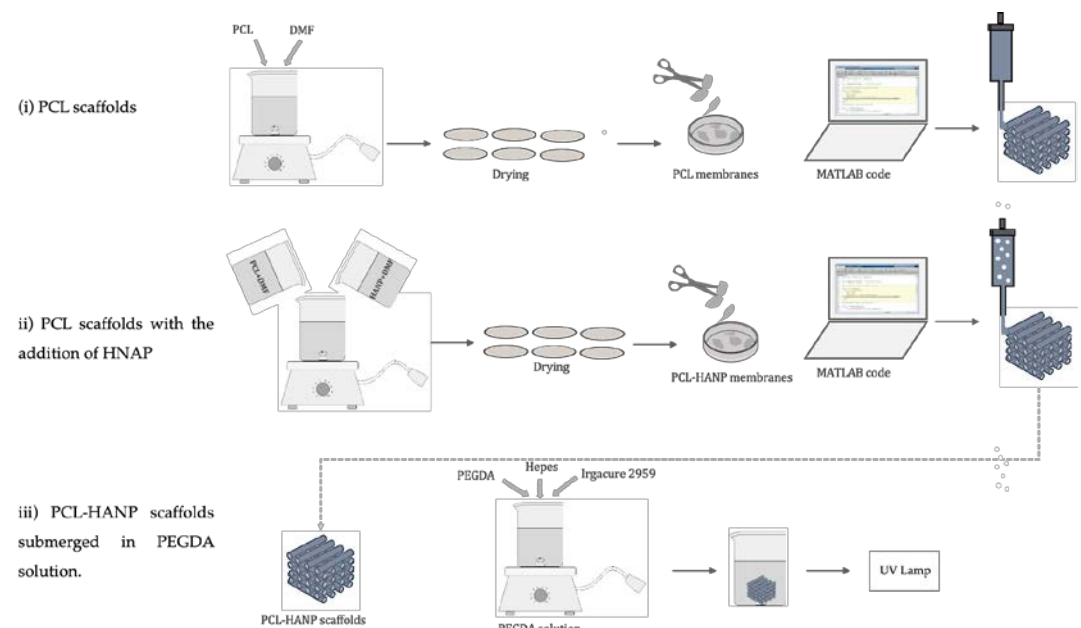 PCL DMF
(i) PCL scaffolds
Drying
PCL membranes
MATLAB code
PCL+DMF
HANP+DMF
ii) PCL scaffolds with the
addition of HNAP
Drying
PCL-HANP membranes
MATLAB code
PEGDA
Hepes
Irgacure 2959
iii) PCL-HANP scaffolds
submerged in PEGDA
solution.
UV Lamp
PCL-HANP scaffolds
PEGDA solution